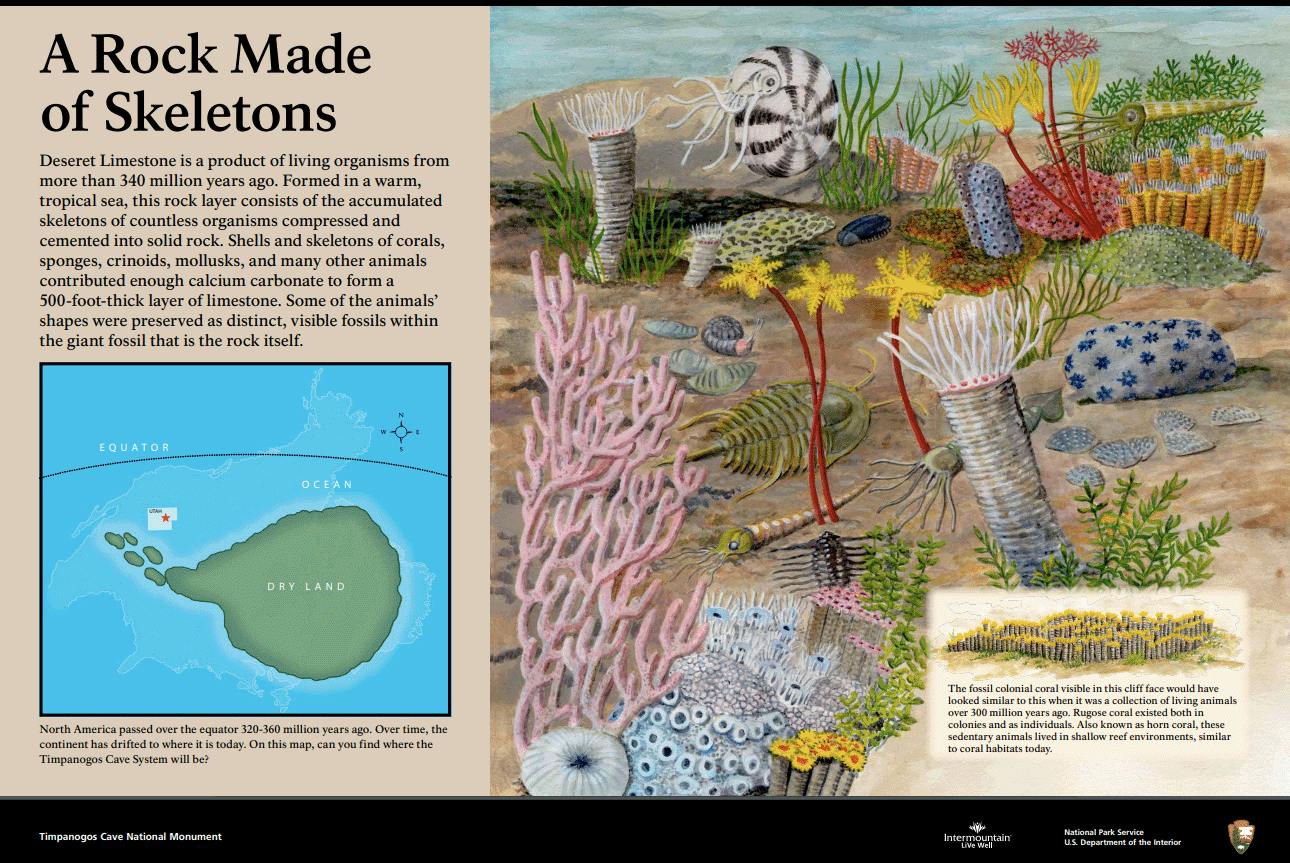 A Rock Made
of Skeletons
Deseret Limestone is a product of living organisms from
more than 340 million years ago. Formed in a warm,
tropical sea, this rock layer consists of the accumulated
skeletons of countless organisms compressed and
cemented into solid rock. Shells and skeletons of corals,
sponges, crinoids, mollusks, and many other animals
contributed enough calcium carbonate to form a
500-foot-thick layer of limestone. Some of the animals’
shapes were preserved as distinct, visible fossils within
the giant fossil that is the rock itself.
N
W E
S
EQUATOR
OCEAN
UTAH
DRY LAND
North America passed over the equator 320-360 million years ago. Over time, the
continent has drifted to where it is today. On this map, can you find where the
Timpanogos Cave System will be?
The fossil colonial coral visible in this cliff face would have
looked similar to this when it was a collection of living animals
over 300 million years ago. Rugose coral existed both in
colonies and as individuals. Also known as horn coral, these
sedentary animals lived in shallow reef environments, similar
to coral habitats today.
Timpanogos Cave National Monument
Intermountain
LiVe Well
National Park Service
U.S. Department of the Interior